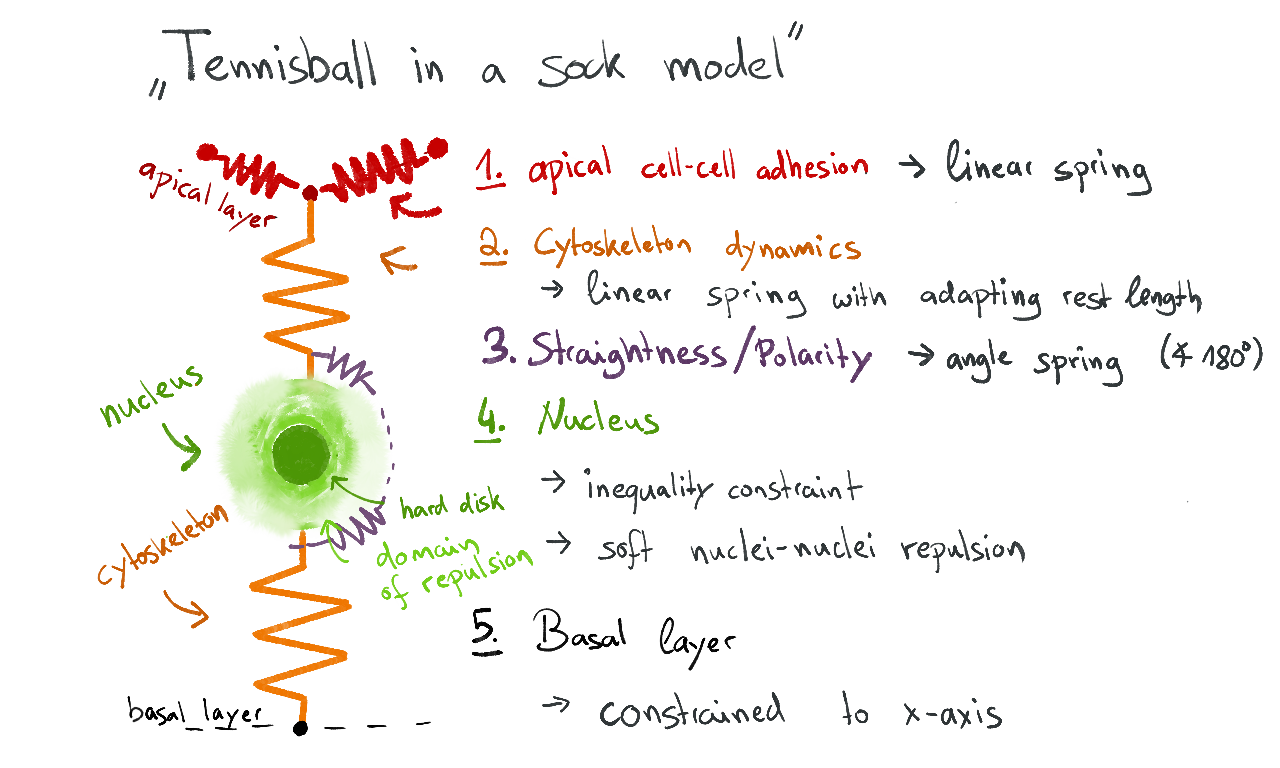 „Tennisball in a sock model”
apical layer
1. apical cell-cell adhesion → linear spring
2. Cytoskeleton dynamics
→ linear spring with adapting rest length
3. Straightness/Polarity → angle spring (∡ 180°)
nucleus
4. Nucleus
→ inequality constraint
hard disk
→ soft nuclei-nuclei repulsion
domain
of repulsion
cytoskeleton
5. Basal layer
basal layer
→ constrained to x-axis